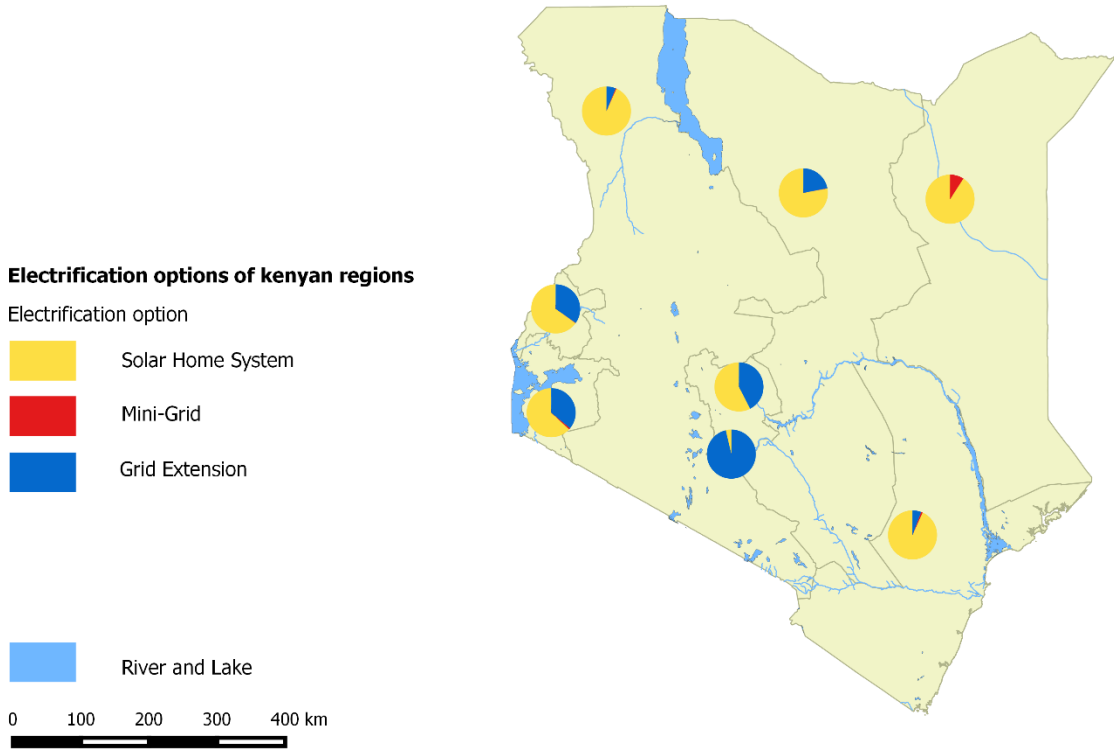 Electrification options of kenyan regions
Electrification option
Solar Home System
Mini-Grid
Grid Extension
River and Lake
0 100 200 300 400 km